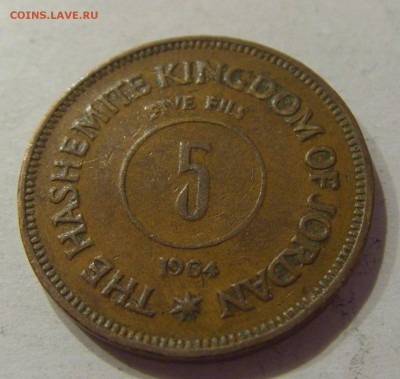 COINS.LAVE.RU
THE HASHEMITE KINGDOM OF JORDAN
FIVE FILS
5
1964